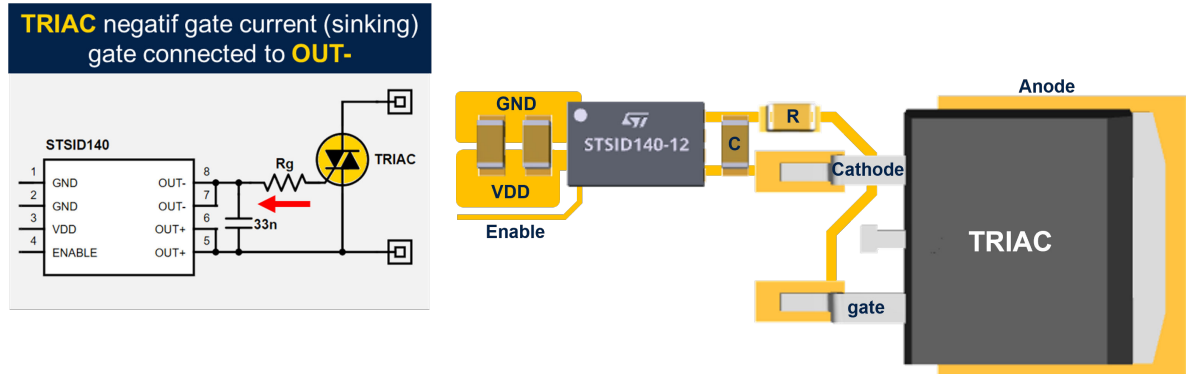 TRIAC negatif gate current (sinking)
gate connected to OUT-
STSID140
1 GND OUT- 8
2 GND OUT- 7
3 VDD OUT+ 6
4 ENABLE OUT+ 5
Rg
TRIAC
33n
GND
VDD
Enable
ST
STSID140-12
C
R
Cathode
gate
Anode
TRIAC